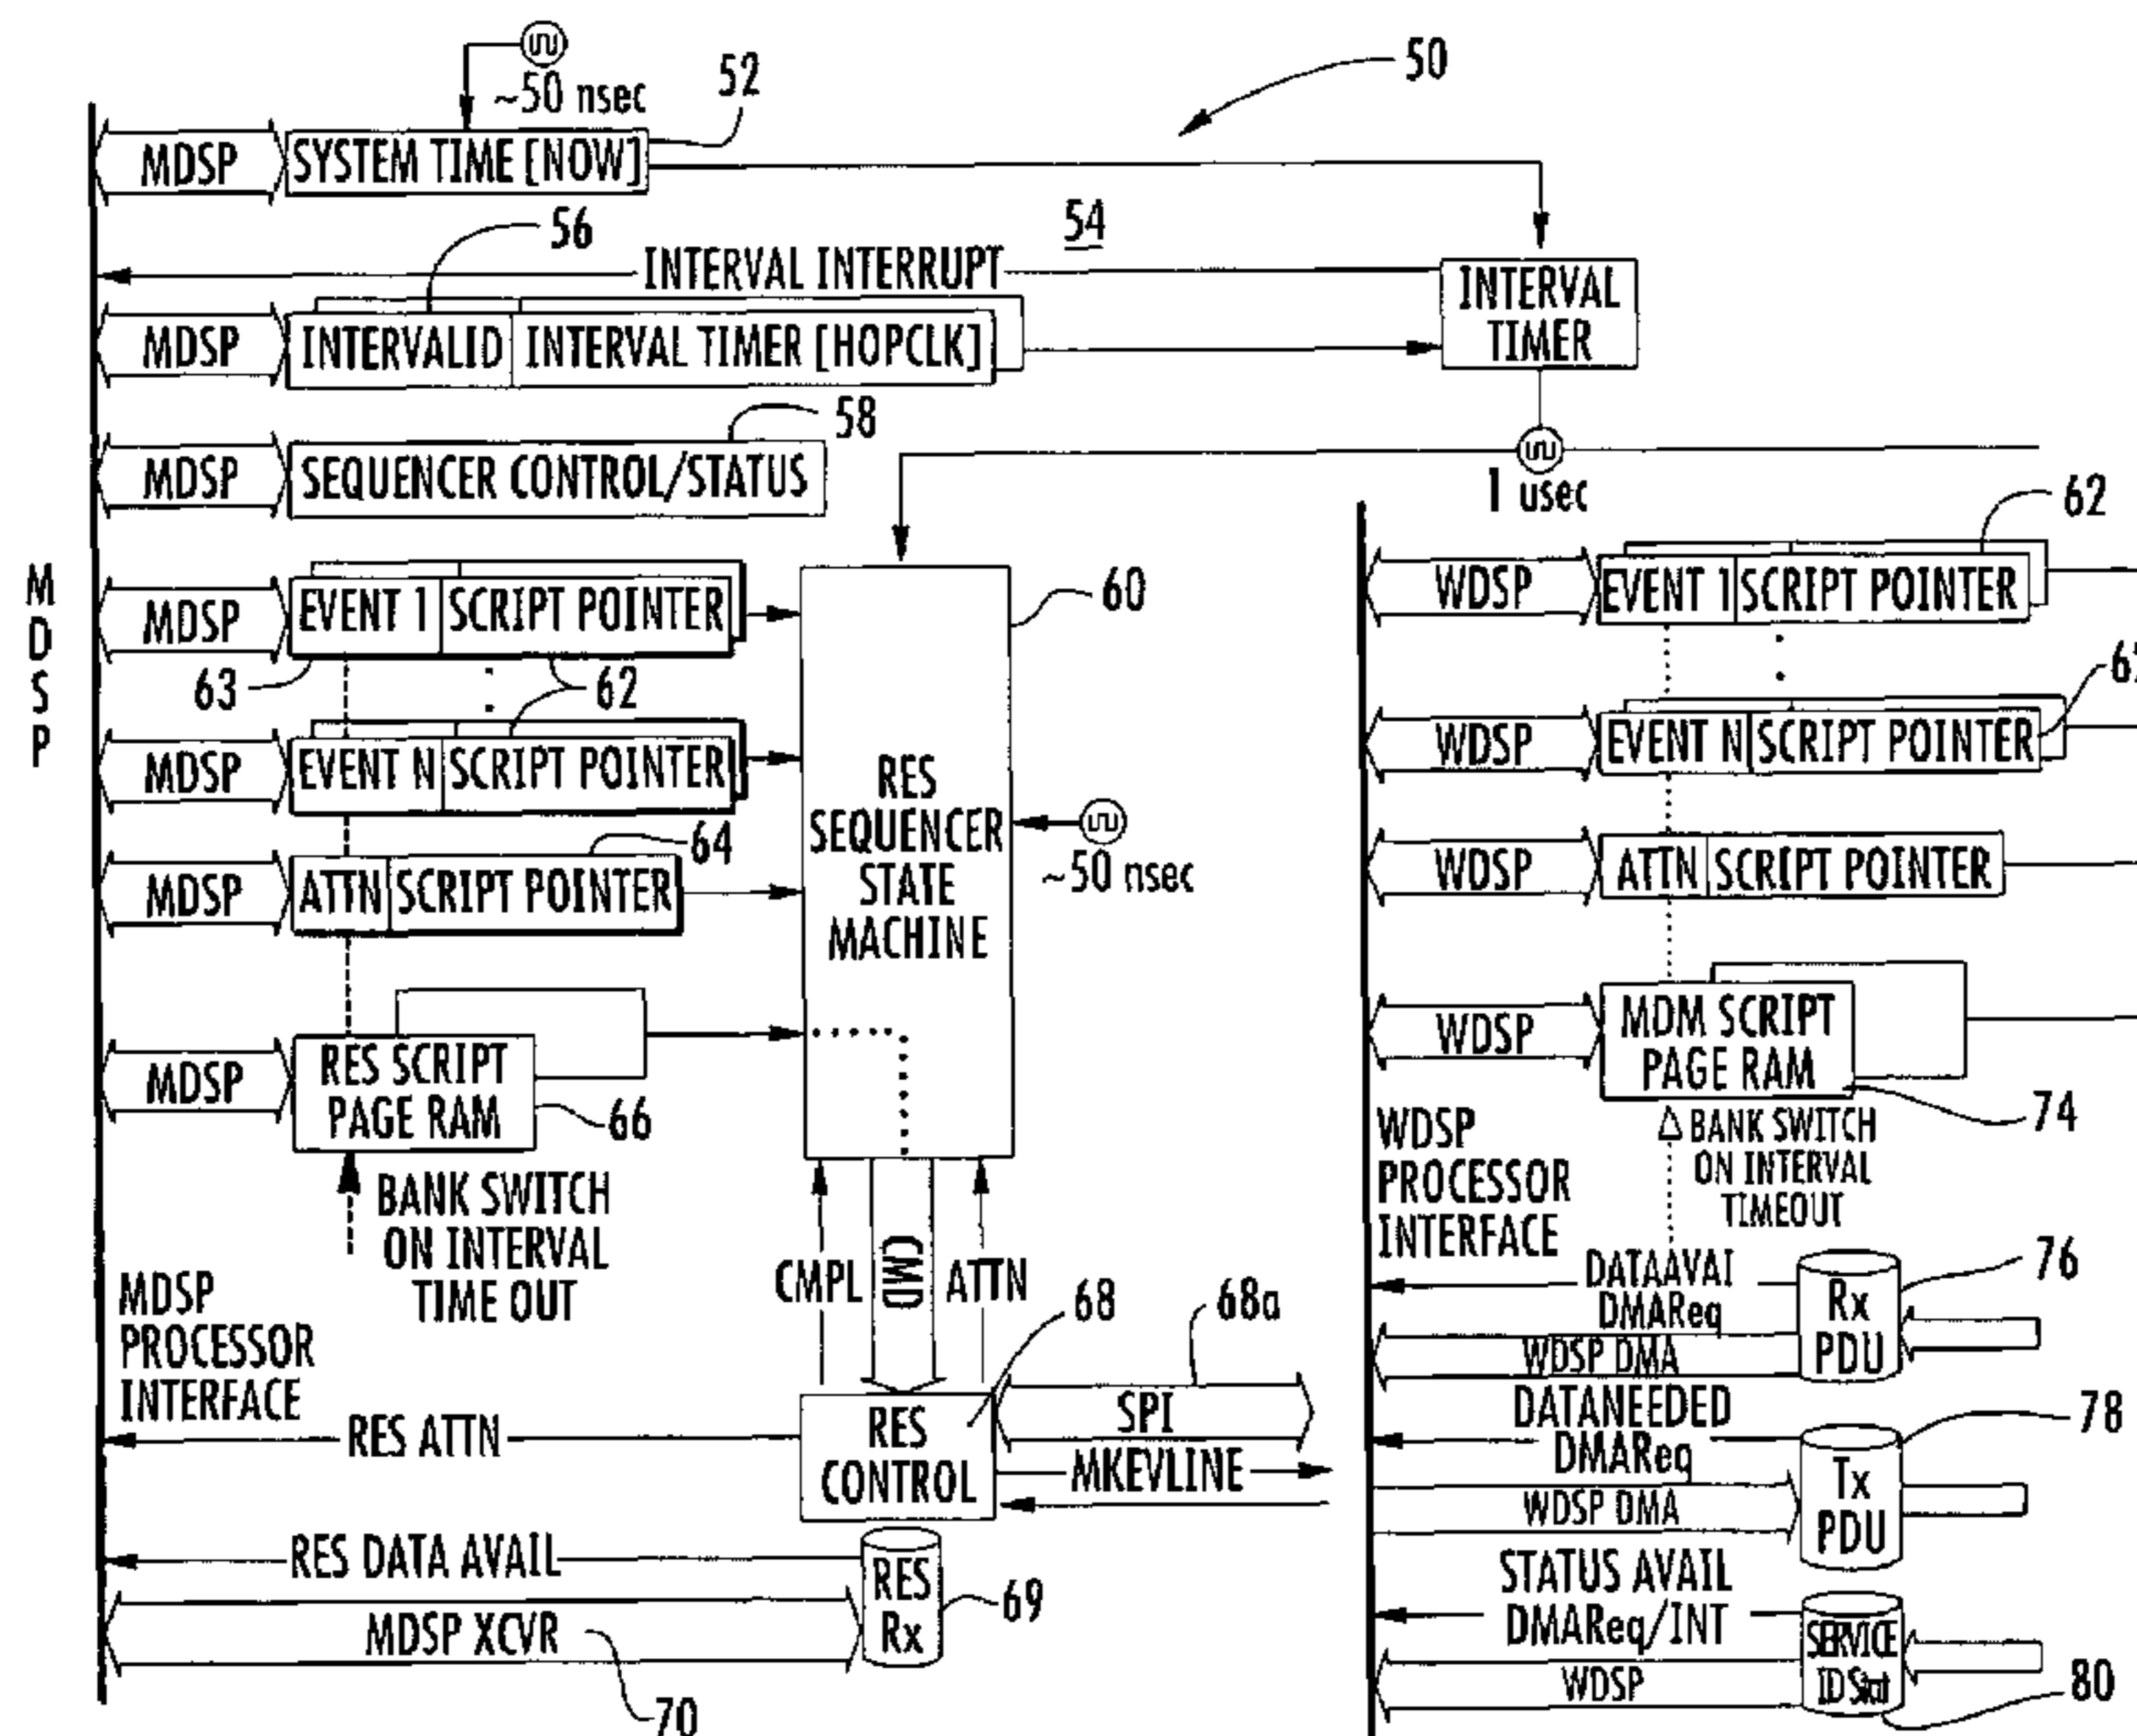 50
~50 nsec
52
MDSP
SYSTEM TIME [NOW]
54
56
INTERVAL INTERRUPT
INTERVAL
TIMER
MDSP
INTERVALID
INTERVAL TIMER [HOPCLK]
58
MDSP
SEQUENCER CONTROL/STATUS
1 usec
MDSP
MDSP
EVENT 1
SCRIPT POINTER
63
62
MDSP
EVENT N
SCRIPT POINTER
64
MDSP
ATTN
SCRIPT POINTER
MDSP
RES SCRIPT
PAGE RAM
66
BANK SWITCH
ON INTERVAL
TIME OUT
60
RES
SEQUENCER
STATE
MACHINE
~50 nsec
CMPL
CMD
ATTN
MDSP
PROCESSOR
INTERFACE
68
68a
RES ATTN
RES
CONTROL
SPI
MKEVLINE
RES DATA AVAIL
RES
Rx
69
MDSP XCVR
70
62
WDSP
EVENT 1
SCRIPT POINTER
WDSP
EVENT N
SCRIPT POINTER
WDSP
ATTN
SCRIPT POINTER
WDSP
MDM SCRIPT
PAGE RAM
74
WDSP
PROCESSOR
INTERFACE
BANK SWITCH
ON INTERVAL
TIMEOUT
DATAAVAI
DMAReq
WDSP DMA
Rx
PDU
76
DATANEEDED
DMAReq
WDSP DMA
Tx
PDU
78
STATUS AVAIL
DMAReq/INT
WDSP
SERVICE
ID Stat
80